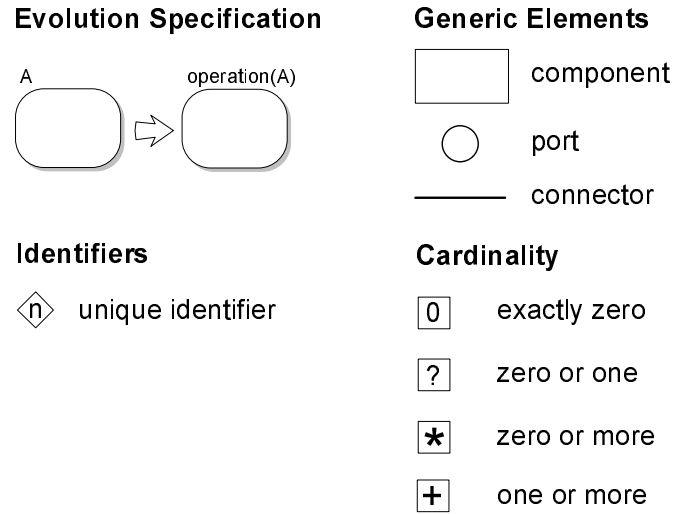 Evolution Specification
A
operation(A)
Identifiers
n unique identifier
Generic Elements
component
port
connector
Cardinality
0 exactly zero
? zero or one
* zero or more
+ one or more